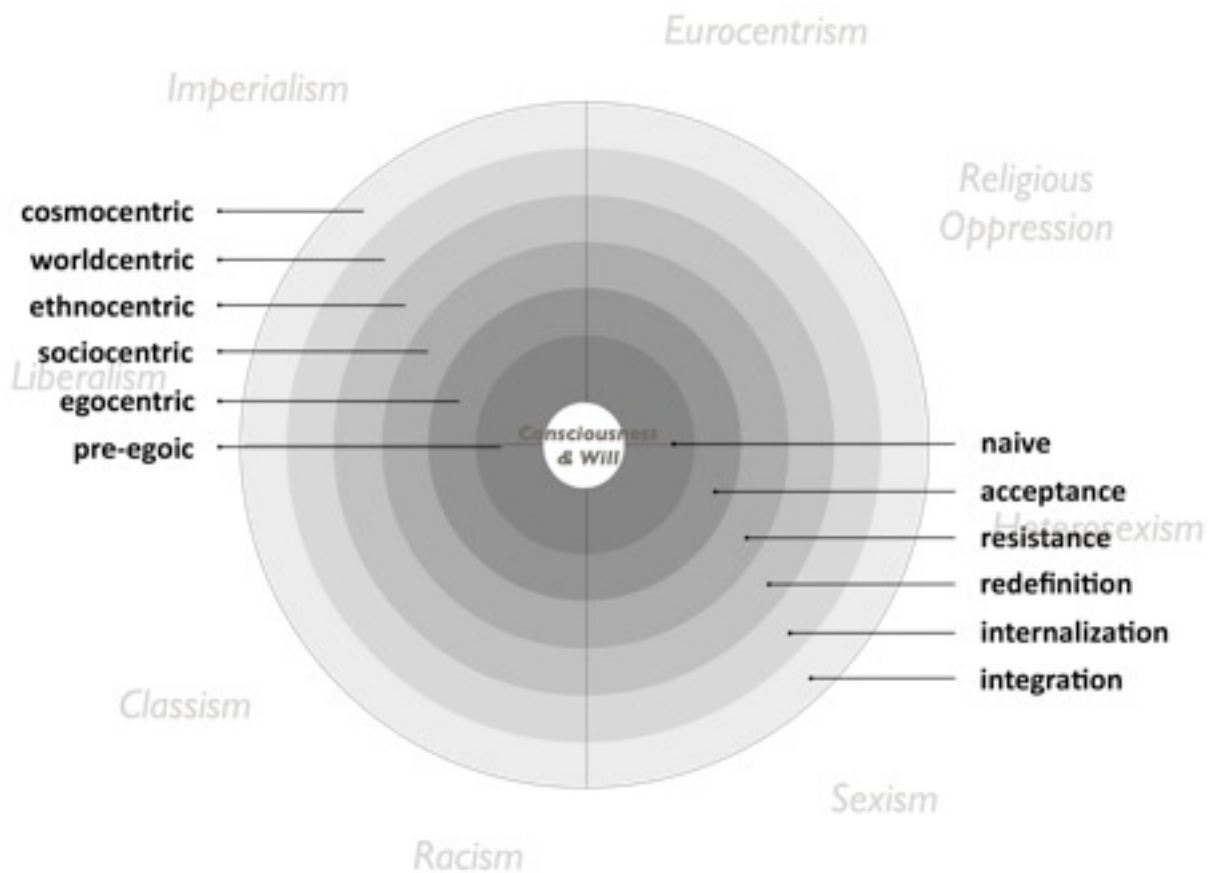 Eurocentrism
Imperialism
Religious
Oppression
cosmocentric
worldcentric
ethnocentric
sociocentric
Liberalism
egocentric
pre-egoic
Consciousness
& Will
naive
acceptance
Heterosexism
resistance
redefinition
internalization
integration
Classism
Sexism
Racism